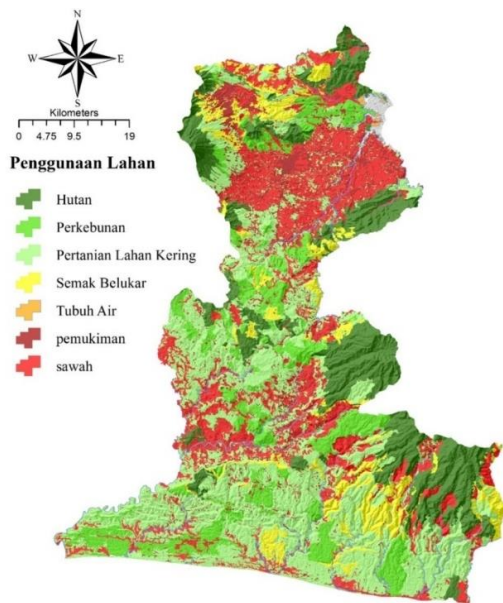 N
W E
S
Kilometers
0 4.75 9.5 19
Penggunaan Lahan
Hutan
Perkebunan
Pertanian Lahan Kering
Semak Belukar
Tubuh Air
pemukiman
sawah